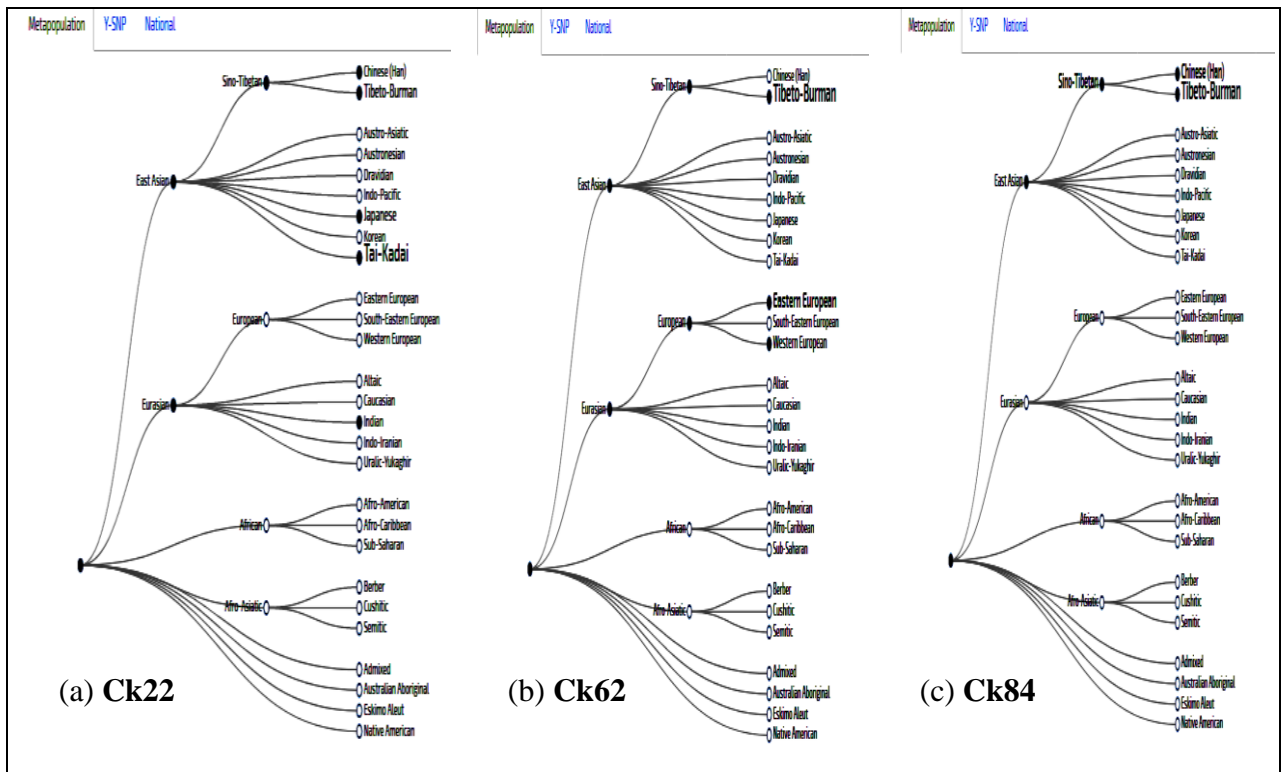 Metapopulation Y-SNP National
Sino-Tibetan
Chinese (Han)
Tibeto-Burman
East Asian
Austro-Asiatic
Austronesian
Dravidian
Indo-Pacific
Japanese
Korean
Tai-Kadai
European
Eastern European
South-Eastern European
Western European
Eurasian
Altaic
Caucasian
Indian
Indo-Iranian
Uralic-Yukaghir
African
Afro-American
Afro-Caribbean
Sub-Saharan
Afro-Asiatic
Berber
Cushitic
Semitic
Admixed
Australian Aboriginal
Eskimo Aleut
Native American
(a) Ck22
Metapopulation Y-SNP National
Sino-Tibetan
Chinese (Han)
Tibeto-Burman
East Asian
Austro-Asiatic
Austronesian
Dravidian
Indo-Pacific
Japanese
Korean
Tai-Kadai
European
Eastern European
South-Eastern European
Western European
Eurasian
Altaic
Caucasian
Indian
Indo-Iranian
Uralic-Yukaghir
African
Afro-American
Afro-Caribbean
Sub-Saharan
Afro-Asiatic
Berber
Cushitic
Semitic
Admixed
Australian Aboriginal
Eskimo Aleut
Native American
(b) Ck62
Metapopulation Y-SNP National
Sino-Tibetan
Chinese (Han)
Tibeto-Burman
East Asian
Austro-Asiatic
Austronesian
Dravidian
Indo-Pacific
Japanese
Korean
Tai-Kadai
European
Eastern European
South-Eastern European
Western European
Eurasian
Altaic
Caucasian
Indian
Indo-Iranian
Uralic-Yukaghir
African
Afro-American
Afro-Caribbean
Sub-Saharan
Afro-Asiatic
Berber
Cushitic
Semitic
Admixed
Australian Aboriginal
Eskimo Aleut
Native American
(c) Ck84